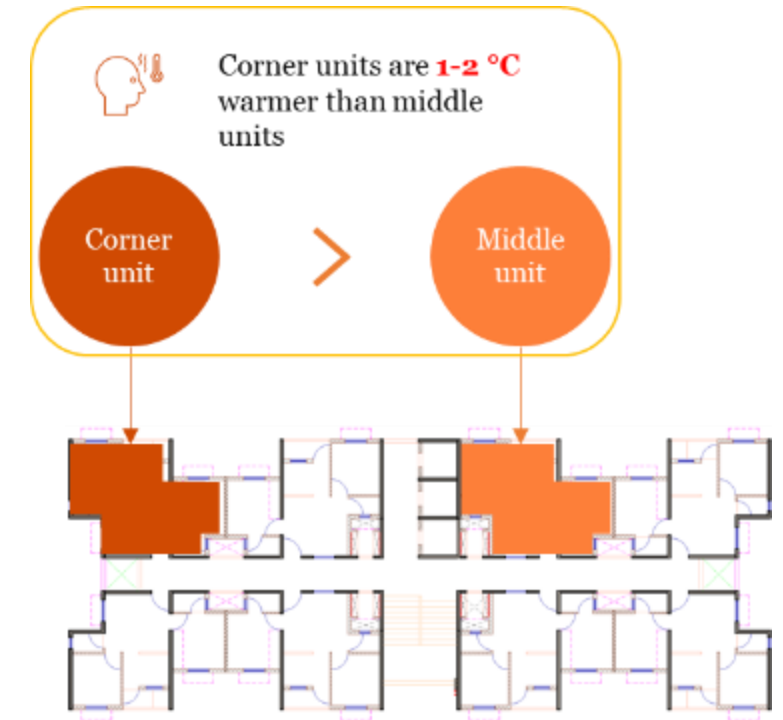 Corner units are 1-2 °C
warmer than middle
units
Corner
unit
>
Middle
unit